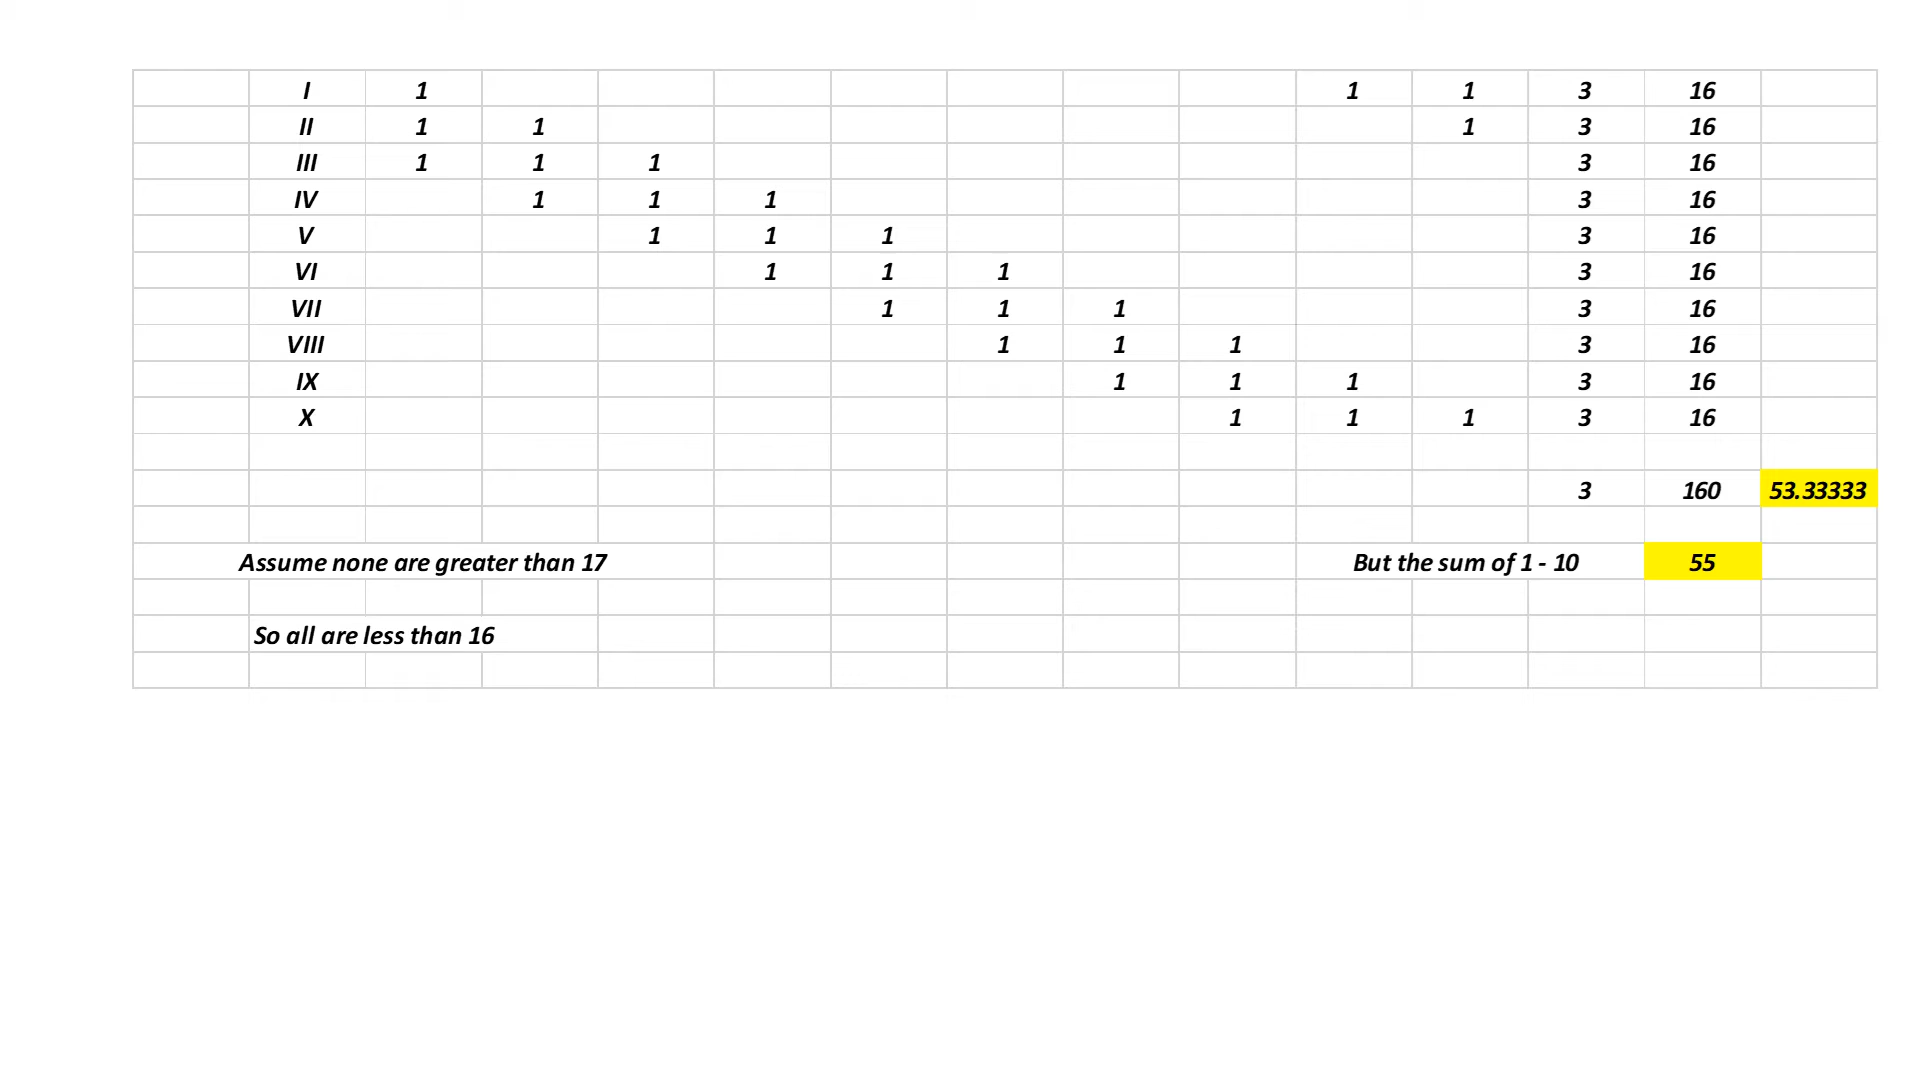 I 1 1 1 3 16
II 1 1 1 3 16
III 1 1 1 3 16
IV 1 1 1 3 16
V 1 1 1 3 16
VI 1 1 1 3 16
VII 1 1 1 3 16
VIII 1 1 1 3 16
IX 1 1 1 3 16
X 1 1 1 3 16
3 160 53.33333
Assume none are greater than 17 But the sum of 1 - 10 55
So all are less than 16